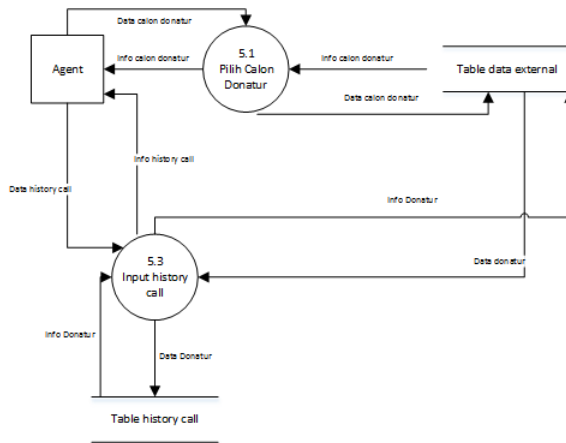 Data calon donatur
Agent
Info calon donatur
5.1
Pilih Calon
Donatur
Info calon donatur
Table data external
Data calon donatur
Info history call
Data history call
Info Donatur
5.3
Input history
call
Data donatur
Info Donatur
Data Donatur
Table history call